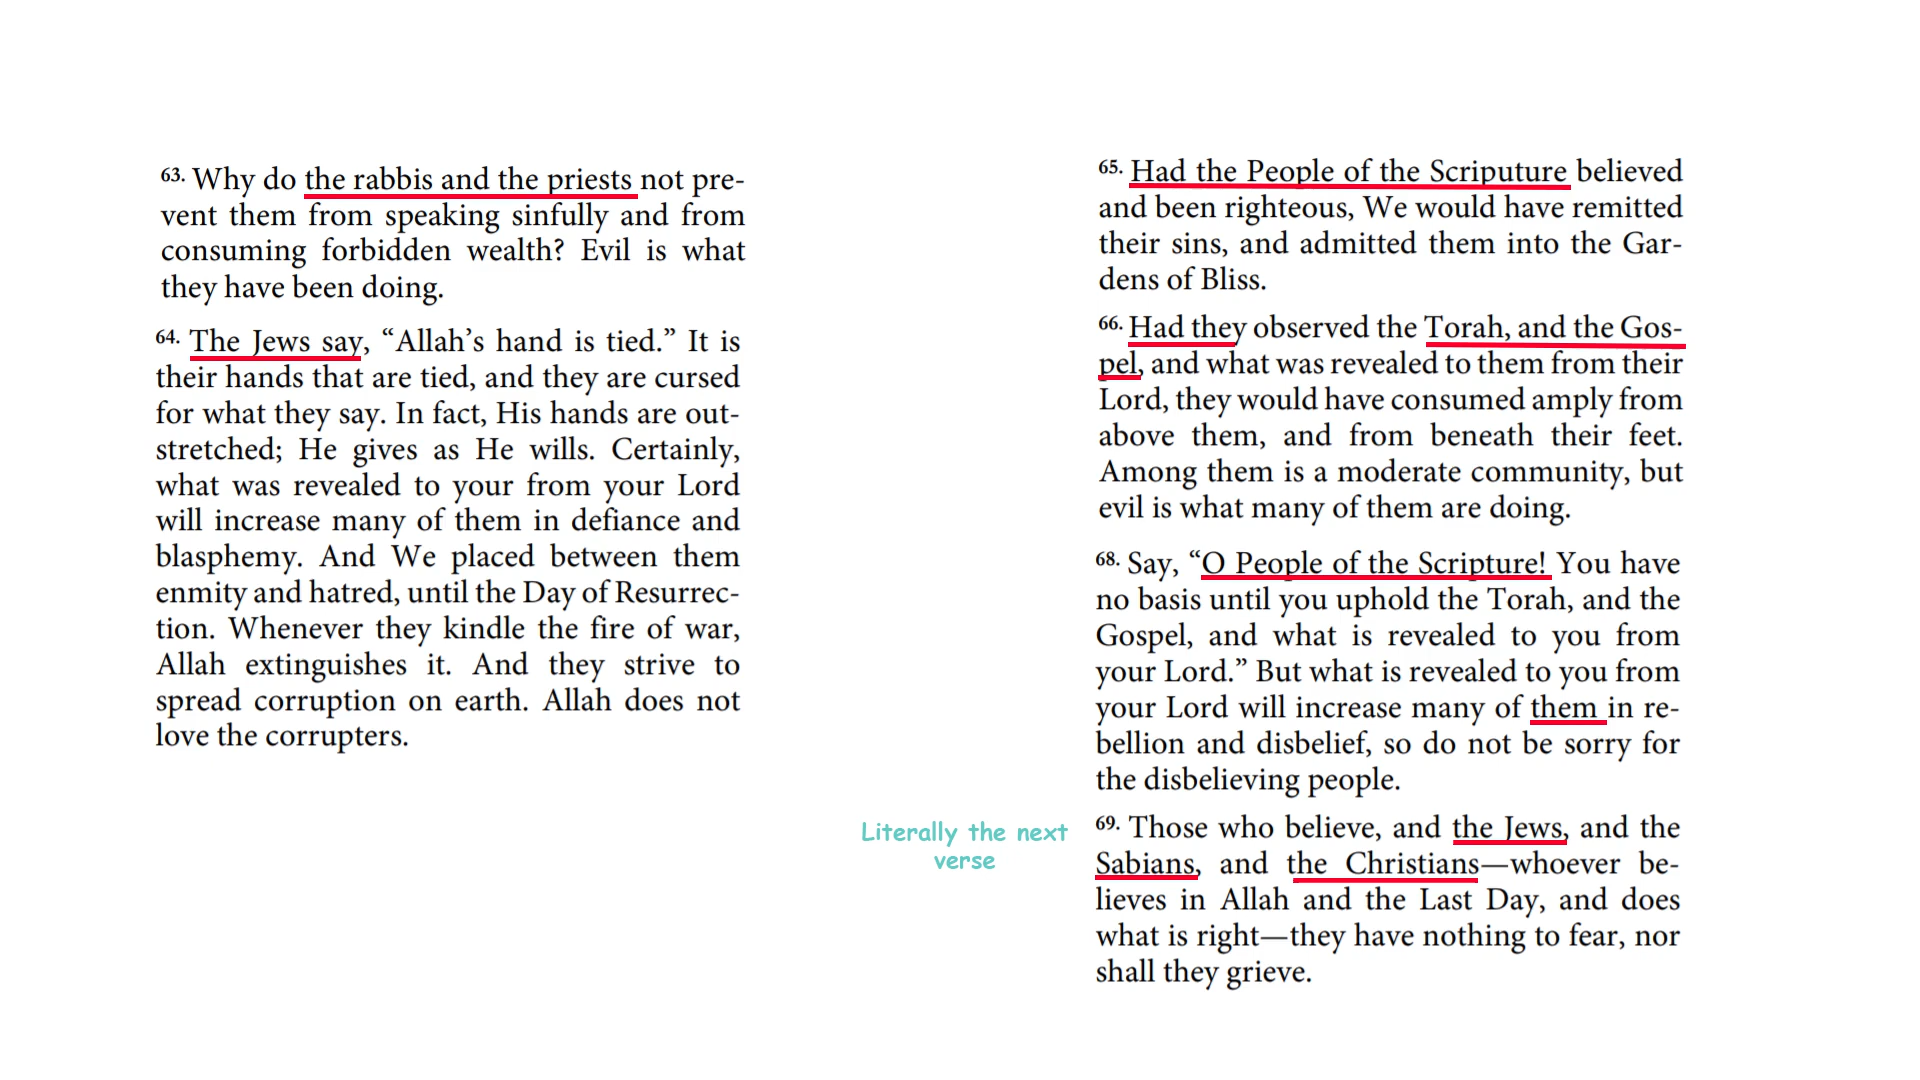 63. Why do the rabbis and the priests not pre-
vent them from speaking sinfully and from
consuming forbidden wealth? Evil is what
they have been doing.
64. The Jews say, “Allah’s hand is tied.” It is
their hands that are tied, and they are cursed
for what they say. In fact, His hands are out-
stretched; He gives as He wills. Certainly,
what was revealed to your from your Lord
will increase many of them in defiance and
blasphemy. And We placed between them
enmity and hatred, until the Day of Resurrec-
tion. Whenever they kindle the fire of war,
Allah extinguishes it. And they strive to
spread corruption on earth. Allah does not
love the corrupters.
65. Had the People of the Scriputure believed
and been righteous, We would have remitted
their sins, and admitted them into the Gar-
dens of Bliss.
66. Had they observed the Torah, and the Gos-
pel, and what was revealed to them from their
Lord, they would have consumed amply from
above them, and from beneath their feet.
Among them is a moderate community, but
evil is what many of them are doing.
68. Say, “O People of the Scripture! You have
no basis until you uphold the Torah, and the
Gospel, and what is revealed to you from
your Lord.” But what is revealed to you from
your Lord will increase many of them in re-
bellion and disbelief, so do not be sorry for
the disbelieving people.
Literally the next
verse
69. Those who believe, and the Jews, and the
Sabians, and the Christians—whoever be-
lieves in Allah and the Last Day, and does
what is right—they have nothing to fear, nor
shall they grieve.